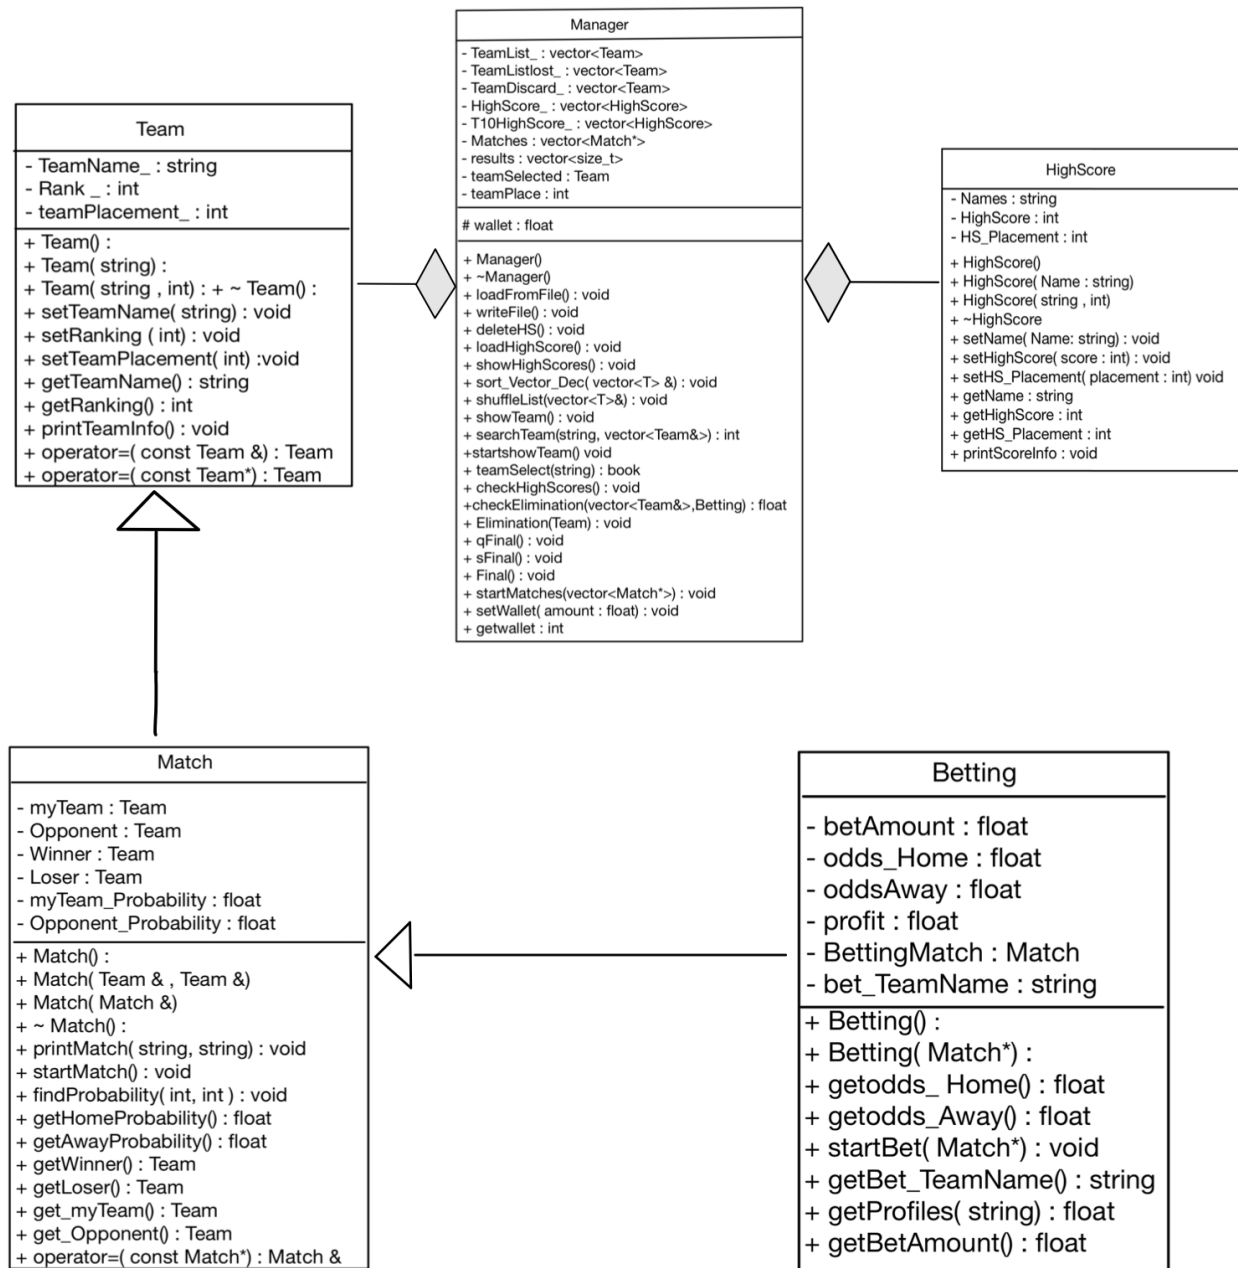 Manager
- TeamList_ : vector<Team>
- TeamListlost_ : vector<Team>
- TeamDiscard_ : vector<Team>
- HighScore_ : vector<HighScore>
- T10HighScore_ : vector<HighScore>
- Matches : vector<Match*>
- results : vector<size_t>
- teamSelected : Team
- teamPlace : int
# wallet : float
+ Manager()
+ ~Manager()
+ loadFromFile() : void
+ writeFile() : void
+ deleteHS() : void
+ loadHighScore() : void
+ showHighScores() : void
+ sort_Vector_Dec( vector<T> &) : void
+ shuffleList(vector<T>&) : void
+ showTeam() : void
+ searchTeam(string, vector<Team&>) : int
+startshowTeam() void
+ teamSelect(string) : book
+ checkHighScores() : void
+checkElimination(vector<Team&>,Betting) : float
+ Elimination(Team) : void
+ qFinal() : void
+ sFinal() : void
+ Final() : void
+ startMatches(vector<Match*>) : void
+ setWallet( amount : float) : void
+ getwallet : int
Team
- TeamName_ : string
- Rank _ : int
- teamPlacement_ : int
+ Team() :
+ Team( string) :
+ Team( string , int) : + ~ Team() :
+ setTeamName( string) : void
+ setRanking ( int) : void
+ setTeamPlacement( int) :void
+ getTeamName() : string
+ getRanking() : int
+ printTeamInfo() : void
+ operator=( const Team &) : Team
+ operator=( const Team*) : Team
HighScore
- Names : string
- HighScore : int
- HS_Placement : int
+ HighScore()
+ HighScore( Name : string)
+ HighScore( string , int)
+ ~HighScore
+ setName( Name: string) : void
+ setHighScore( score : int) : void
+ setHS_Placement( placement : int) void
+ getName : string
+ getHighScore : int
+ getHS_Placement : int
+ printScoreInfo : void
Match
- myTeam : Team
- Opponent : Team
- Winner : Team
- Loser : Team
- myTeam_Probability : float
- Opponent_Probability : float
+ Match() :
+ Match( Team & , Team &)
+ Match( Match &)
+ ~ Match() :
+ printMatch( string, string) : void
+ startMatch() : void
+ findProbability( int, int ) : void
+ getHomeProbability() : float
+ getAwayProbability() : float
+ getWinner() : Team
+ getLoser() : Team
+ get_myTeam() : Team
+ get_Opponent() : Team
+ operator=( const Match*) : Match &
Betting
- betAmount : float
- odds_Home : float
- oddsAway : float
- profit : float
- BettingMatch : Match
- bet_TeamName : string
+ Betting() :
+ Betting( Match*) :
+ getodds_ Home() : float
+ getodds_Away() : float
+ startBet( Match*) : void
+ getBet_TeamName() : string
+ getProfiles( string) : float
+ getBetAmount() : float